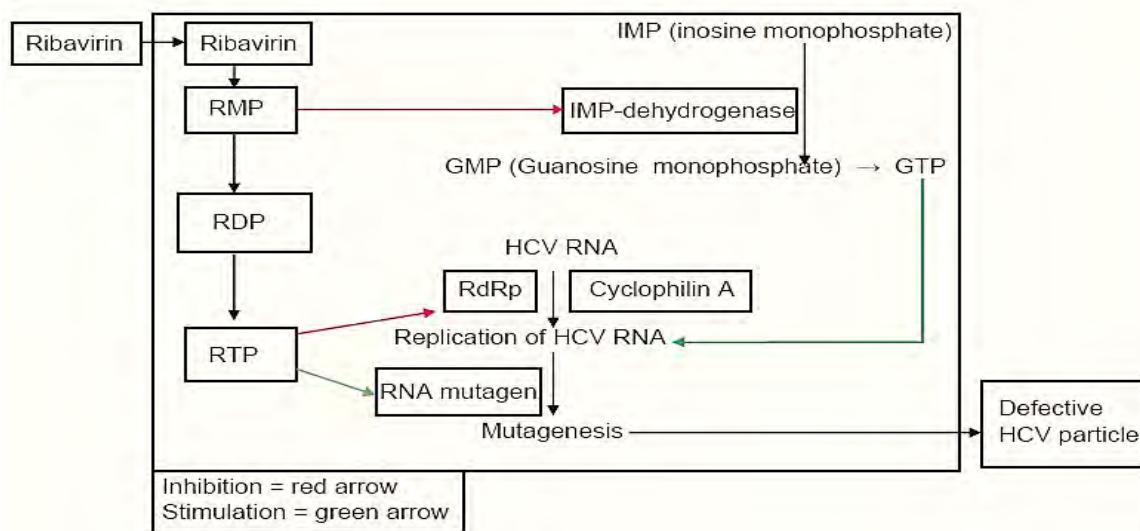 Ribavirin
Ribavirin
IMP (inosine monophosphate)
RMP
IMP-dehydrogenase
GMP (Guanosine monophosphate) → GTP
RDP
HCV RNA
RdRp
Cyclophilin A
Replication of HCV RNA
RTP
RNA mutagen
Mutagenesis
Defective
HCV particle
Inhibition = red arrow
Stimulation = green arrow